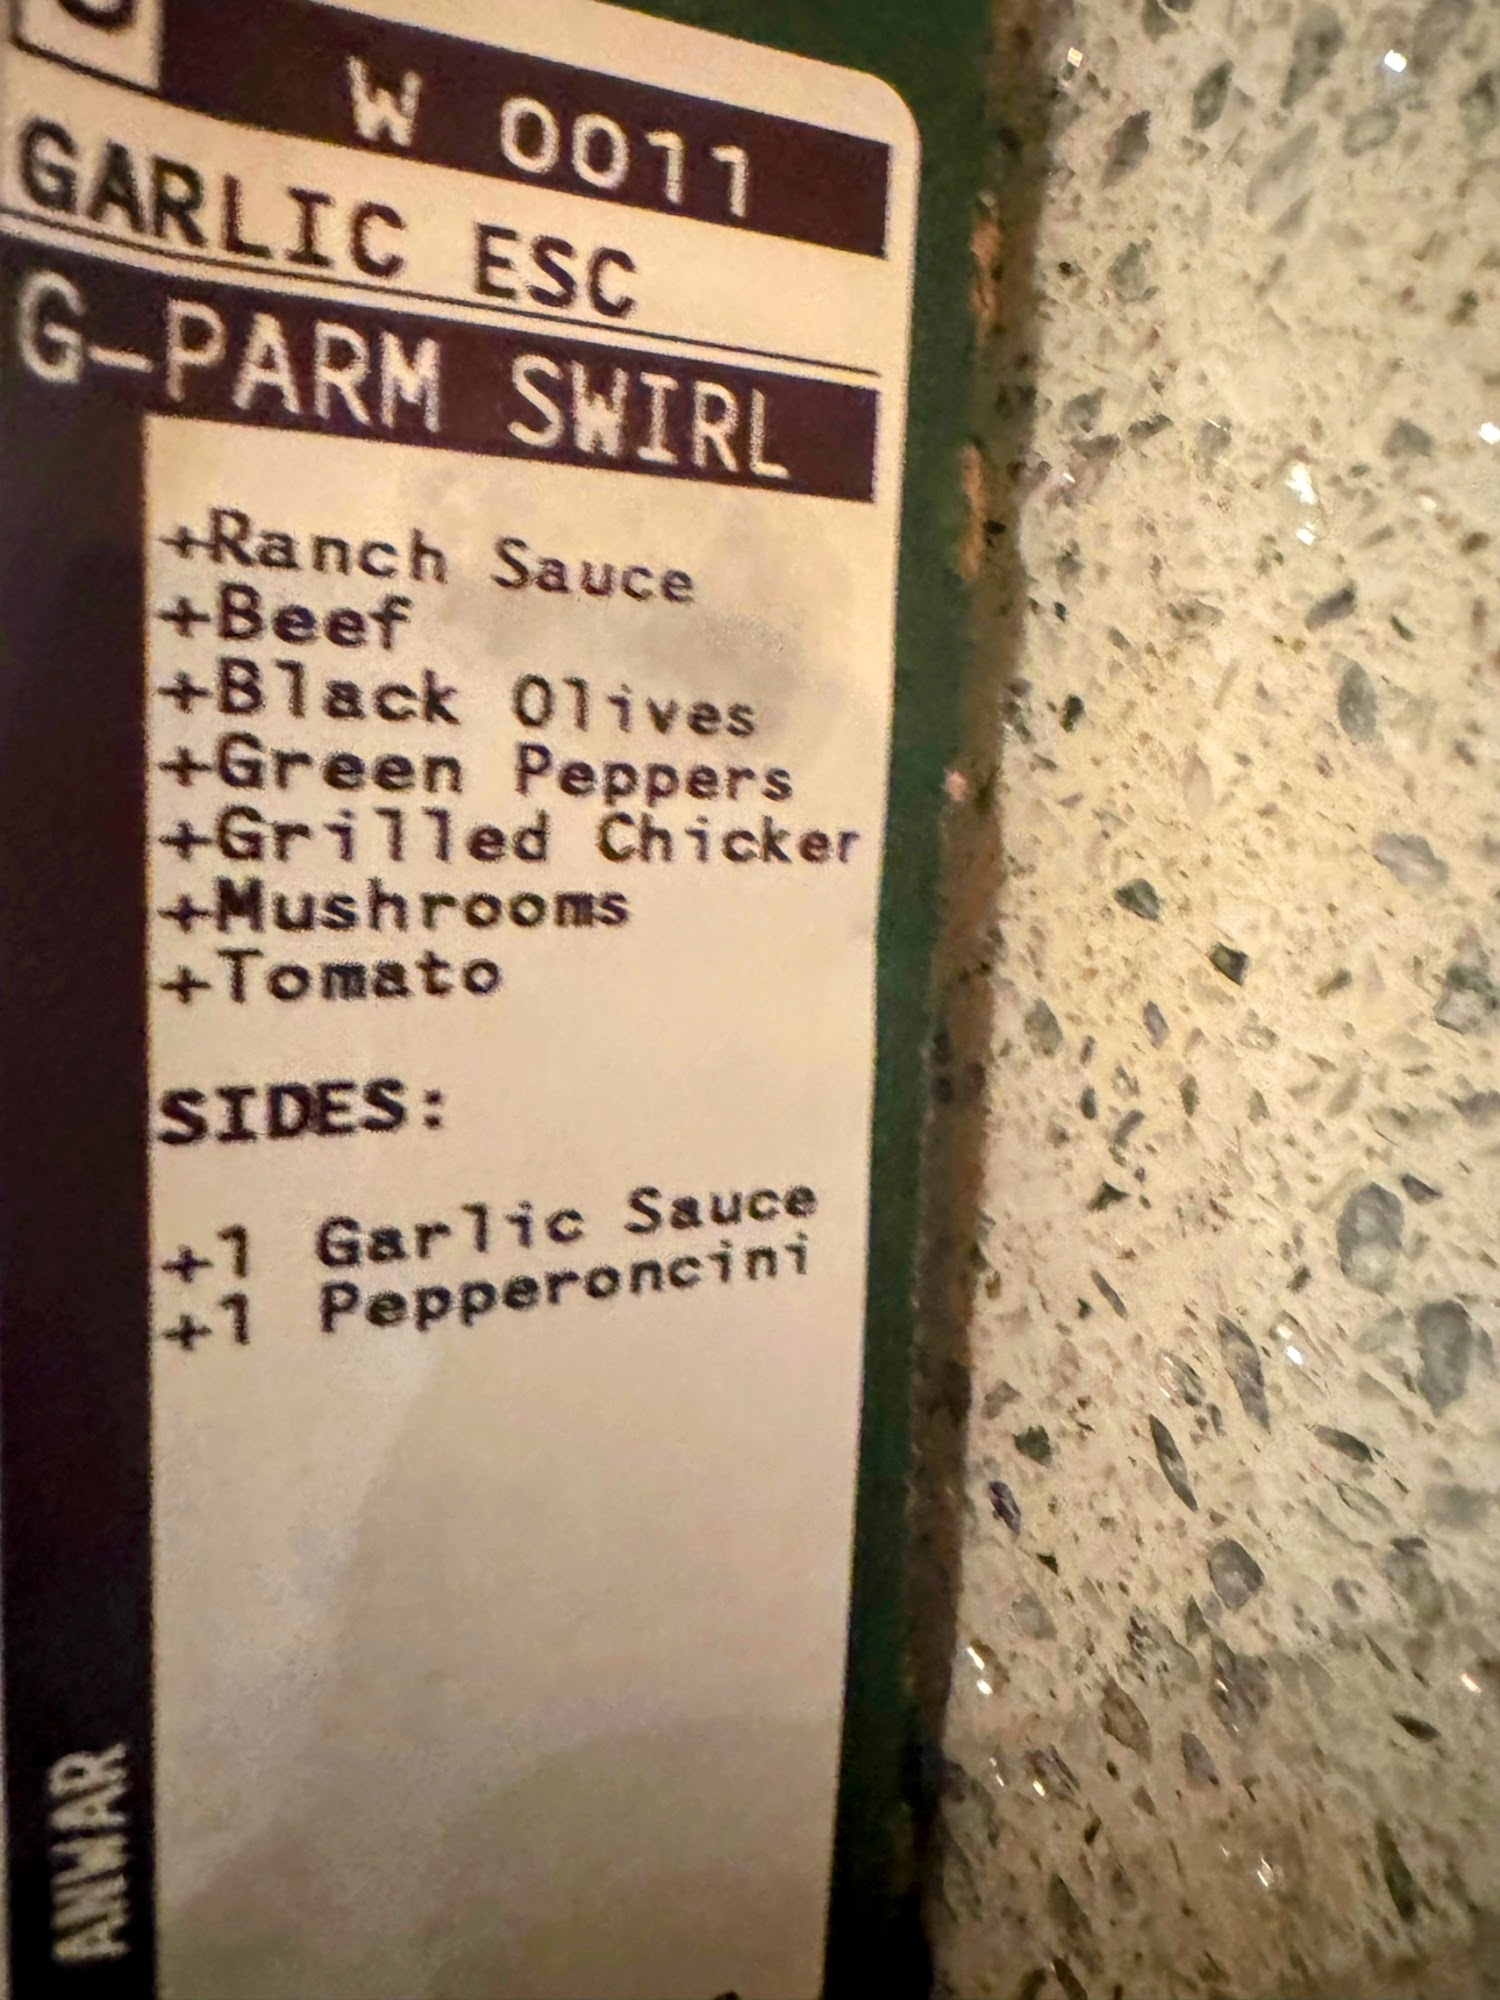 W 0011
GARLIC ESC
G-PARM SWIRL
+Ranch Sauce
+Beef
+Black Olives
+Green Peppers
+Grilled Chicker
+Mushrooms
+Tomato
SIDES:
+1 Garlic Sauce
+1 Pepperoncini
ANWAR